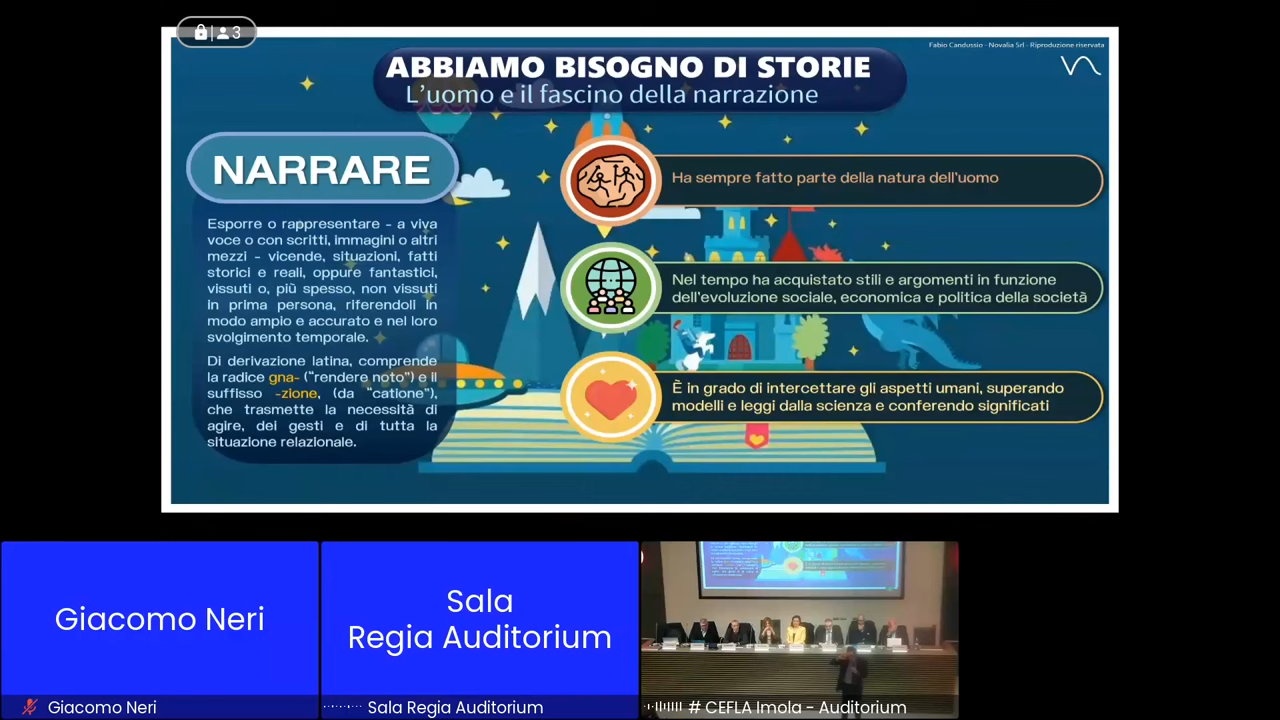 3
Fabio Candussio - Novalia Srl - Riproduzione riservata
ABBIAMO BISOGNO DI STORIE
L'uomo e il fascino della narrazione
NARRARE
Esporre o rappresentare - a viva
voce o con scritti, immagini o altri
mezzi - vicende, situazioni, fatti
storici e reali, oppure fantastici,
vissuti o, più spesso, non vissuti
in prima persona, riferendoli in
modo ampio e accurato e nel loro
svolgimento temporale.
Di derivazione latina, comprende
la radice gna- ("rendere noto") e il
suffisso -zione, (da "catione"),
che trasmette la necessità di
agire, dei gesti e di tutta la
situazione relazionale.
Ha sempre fatto parte della natura dell'uomo
Nel tempo ha acquistato stili e argomenti in funzione
dell'evoluzione sociale, economica e politica della società
È in grado di intercettare gli aspetti umani, superando
modelli e leggi dalla scienza e conferendo significati
Giacomo Neri
Giacomo Neri
Sala
Regia Auditorium
Sala Regia Auditorium
# CEFLA Imola - Auditorium